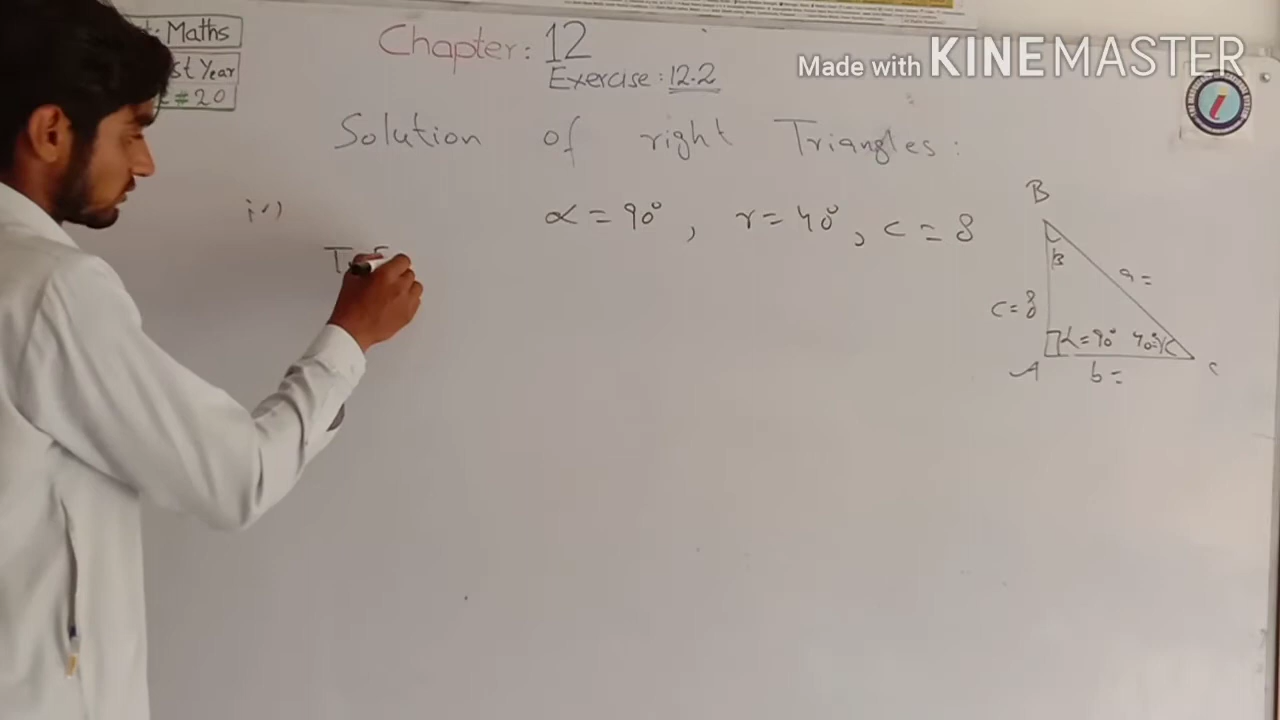 Maths
st Year
# 20
Chapter: 12
Exercise: 12.2
Made with KINEMASTER
Solution of right Triangles:
α = 90°, γ = 40°, c = 8
B
β
a =
c = 8
α = 90° 40° = γ
A
b =
C